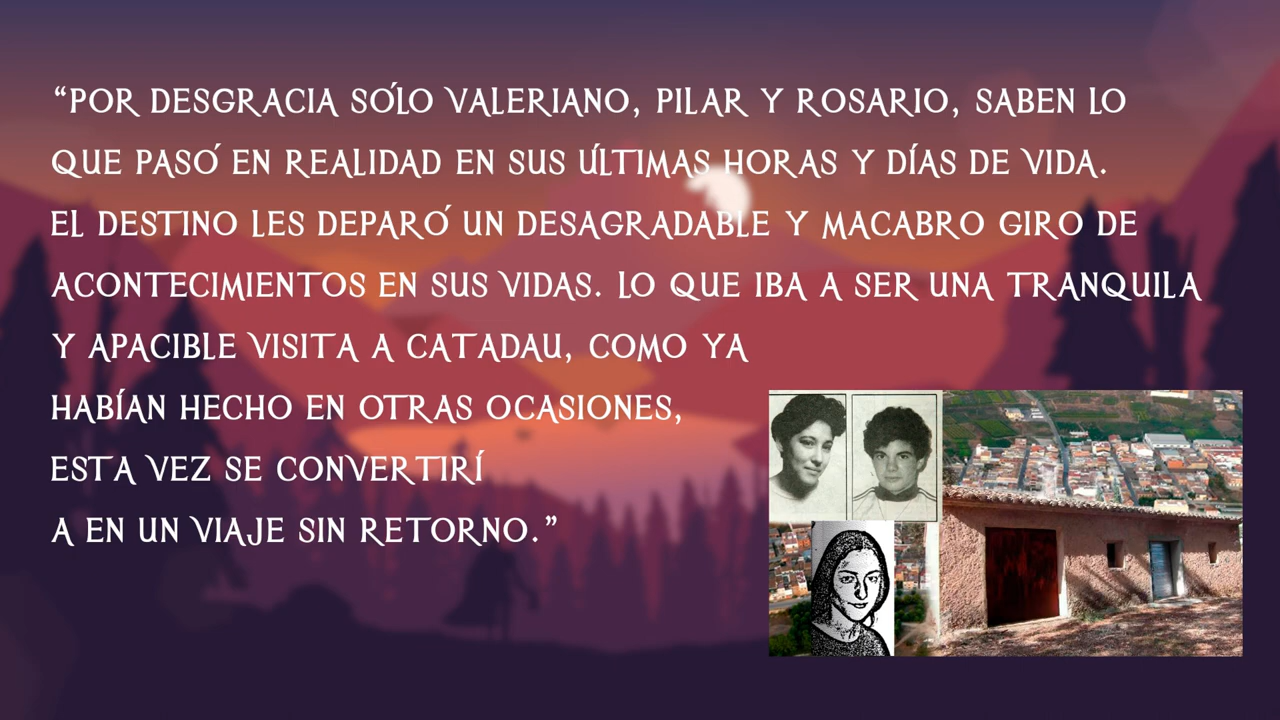 “POR DESGRACIA SÓLO VALERIANO, PILAR Y ROSARIO, SABEN LO
QUE PASÓ EN REALIDAD EN SUS ÚLTIMAS HORAS Y DÍAS DE VIDA.
EL DESTINO LES DEPARÓ UN DESAGRADABLE Y MACABRO GIRO DE
ACONTECIMIENTOS EN SUS VIDAS. LO QUE IBA A SER UNA TRANQUILA
Y APACIBLE VISITA A CATADAU, COMO YA
HABÍAN HECHO EN OTRAS OCASIONES,
ESTA VEZ SE CONVERTIRÍ
A EN UN VIAJE SIN RETORNO.”